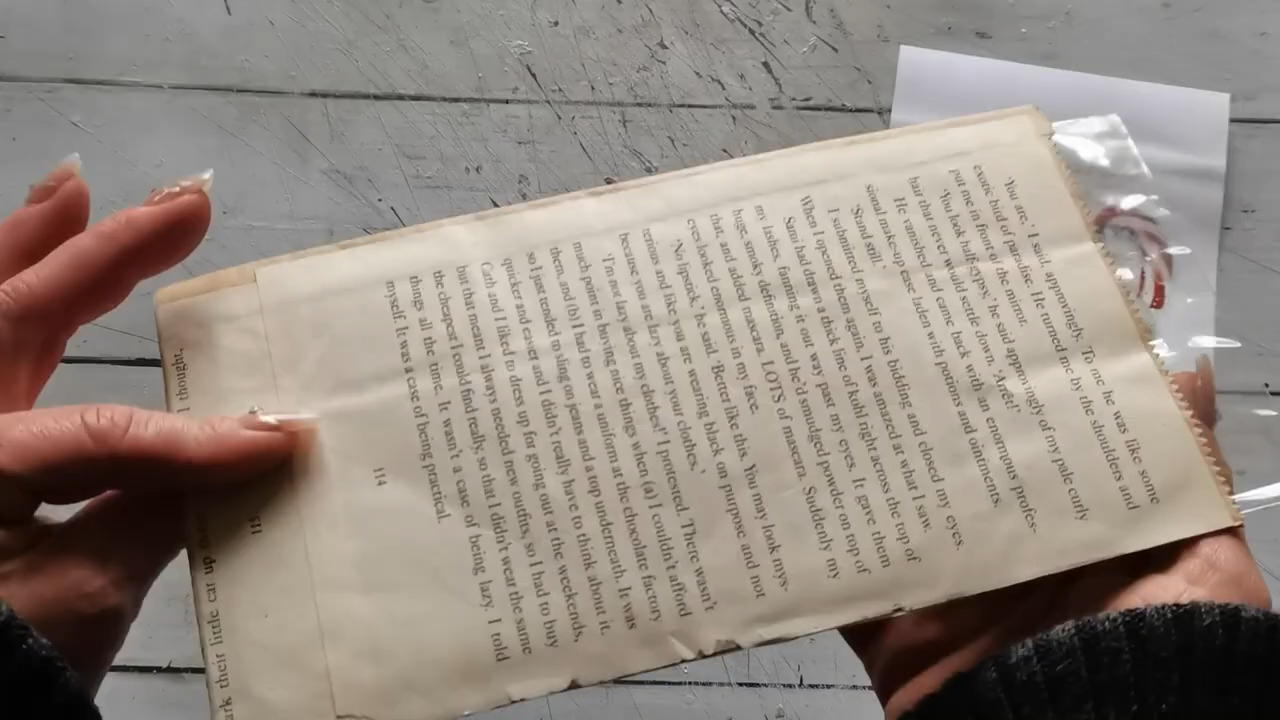 'You are,' I said, approvingly. To me he was like some
exotic bird of paradise. He turned me by the shoulders and
put me in front of the mirror.
'You look half-gypsy,' he said approvingly of my pale curly
hair that never would settle down. 'Arrêt!'
He vanished and came back with an enormous profes-
sional make-up case laden with potions and ointments.
'Stand still.'
I submitted myself to his bidding and closed my eyes.
When I opened them again, I was amazed at what I saw.
Sami had drawn a thick line of kohl right across the top of
my lashes, fanning it out way past my eyes. It gave them
huge, smoky definition, and he'd smudged powder on top of
that, and added mascara. LOTS of mascara. Suddenly my
eyes looked enormous in my face.
'No lipstick,' he said. 'Better like this. You may look mys-
terious and like you are wearing black on purpose and not
because you are lazy about your clothes.'
'I'm not lazy about my clothes!' I protested. There wasn't
much point in buying nice things when (a) I couldn't afford
them, and (b) I had to wear a uniform at the chocolate factory
so I just tended to sling on jeans and a top underneath. It was
quicker and easier and I didn't really have to think about it.
Cath and I liked to dress up for going out at the weekends,
but that meant I always needed new outfits, so I had to buy
the cheapest I could find really, so that I didn't wear the same
things all the time. It wasn't a case of being lazy. I told
myself. It was a case of being practical.
114
115
I thought,
their little car up